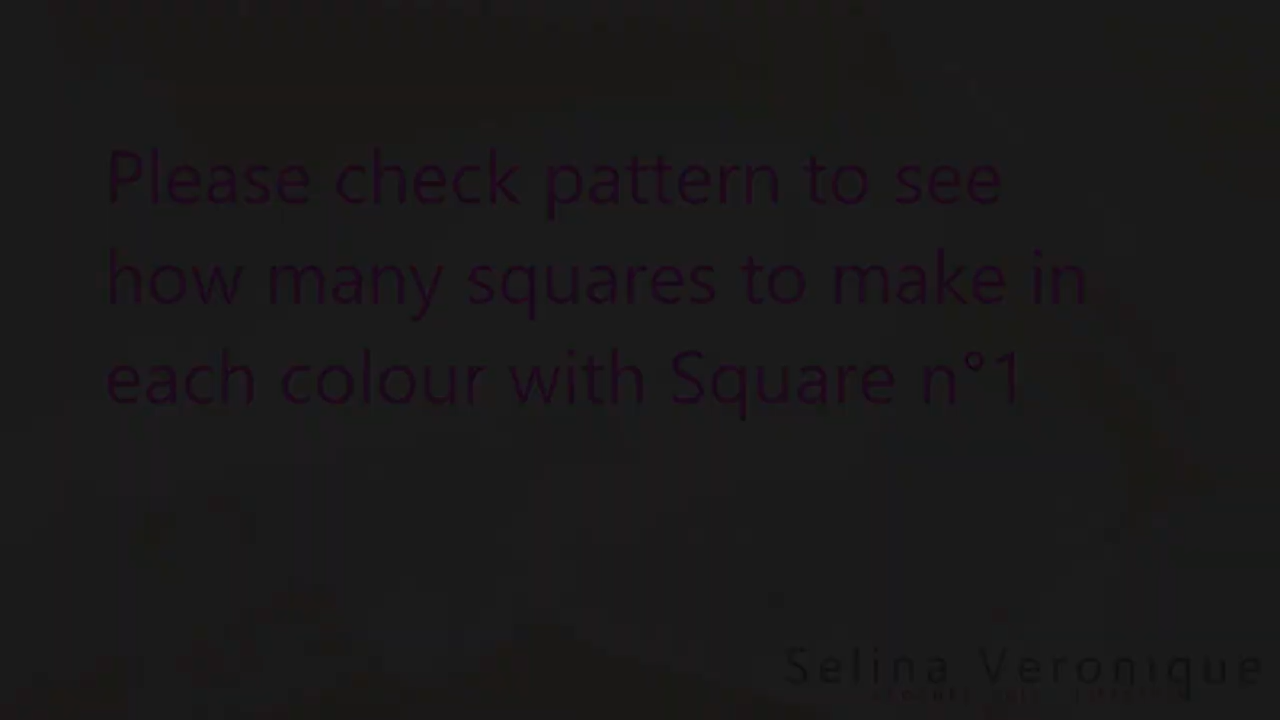 Please check pattern to see
how many squares to make in
each colour with Square n°1
Selina Veronique